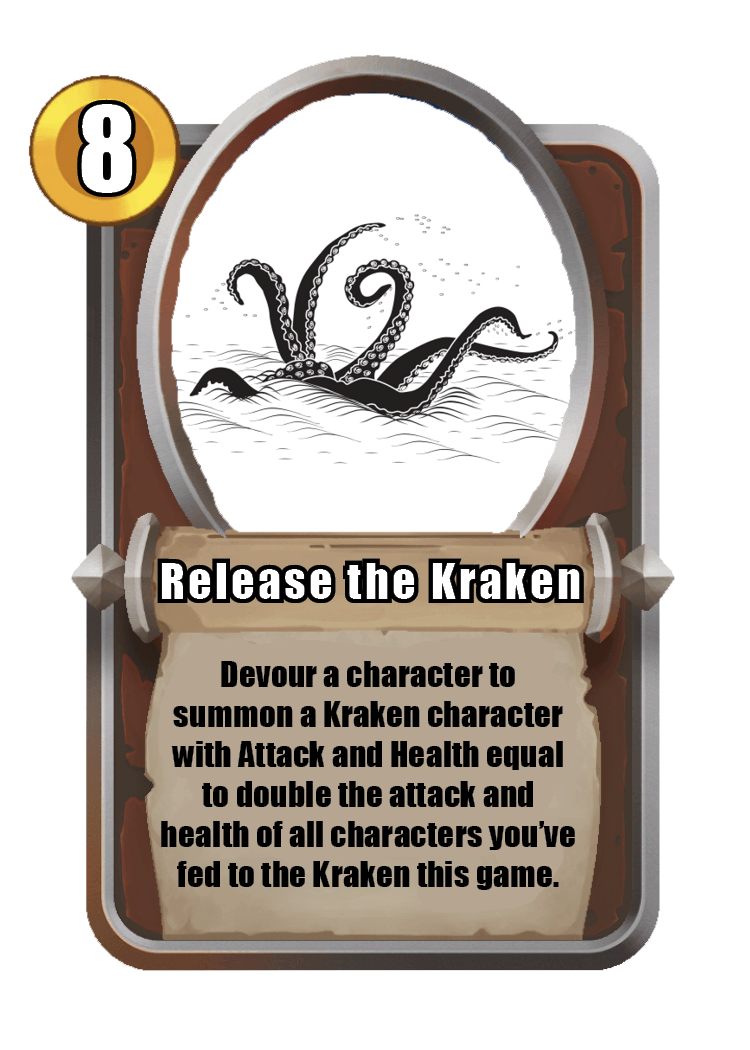 8
Release the Kraken
Devour a character to
summon a Kraken character
with Attack and Health equal
to double the attack and
health of all characters you’ve
fed to the Kraken this game.